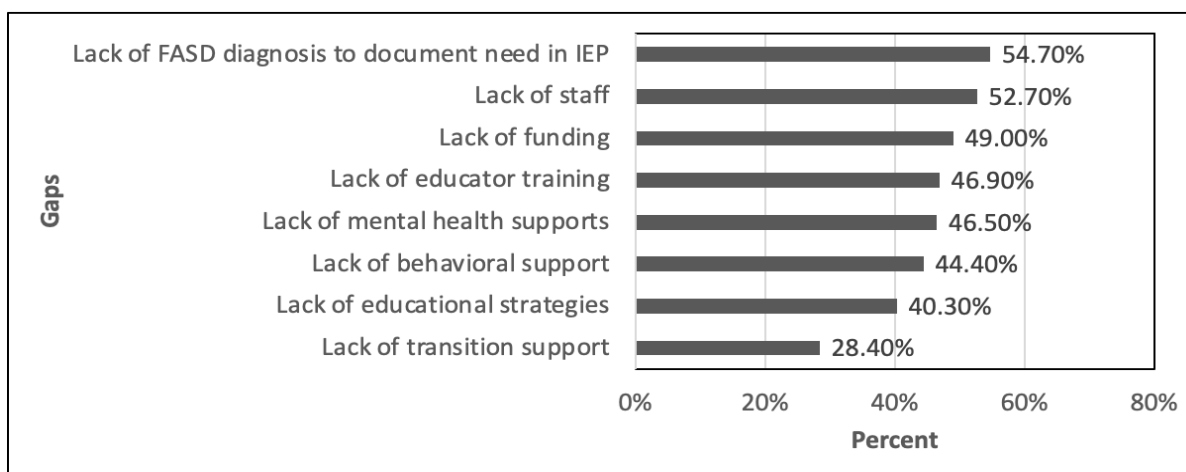 Lack of FASD diagnosis to document need in IEP 54.70%
Lack of staff 52.70%
Lack of funding 49.00%
Lack of educator training 46.90%
Lack of mental health supports 46.50%
Lack of behavioral support 44.40%
Lack of educational strategies 40.30%
Lack of transition support 28.40%
Gaps
0% 20% 40% 60% 80%
Percent